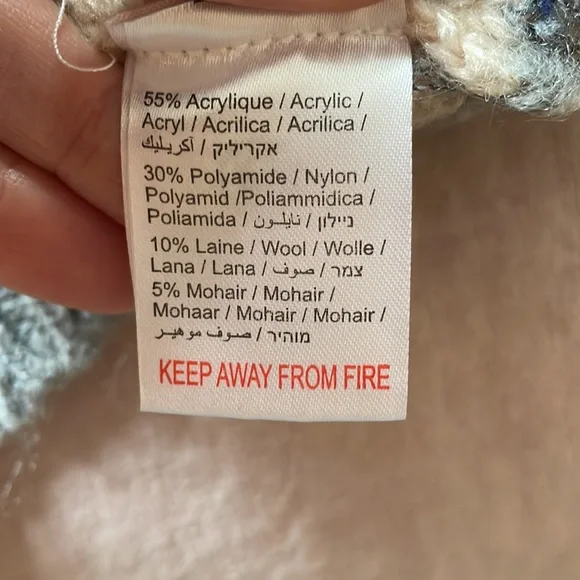 55% Acrylique / Acrylic /
Acryl / Acrilica / Acrilica /
אקריליק / آكريليك
30% Polyamide / Nylon /
Polyamid /Poliammidica /
Poliamida / نايلون / ניילון
10% Laine / Wool / Wolle /
Lana / Lana / صوف / צמר
5% Mohair / Mohair /
Mohaar / Mohair / Mohair /
מוהיר / صوف موهير
KEEP AWAY FROM FIRE